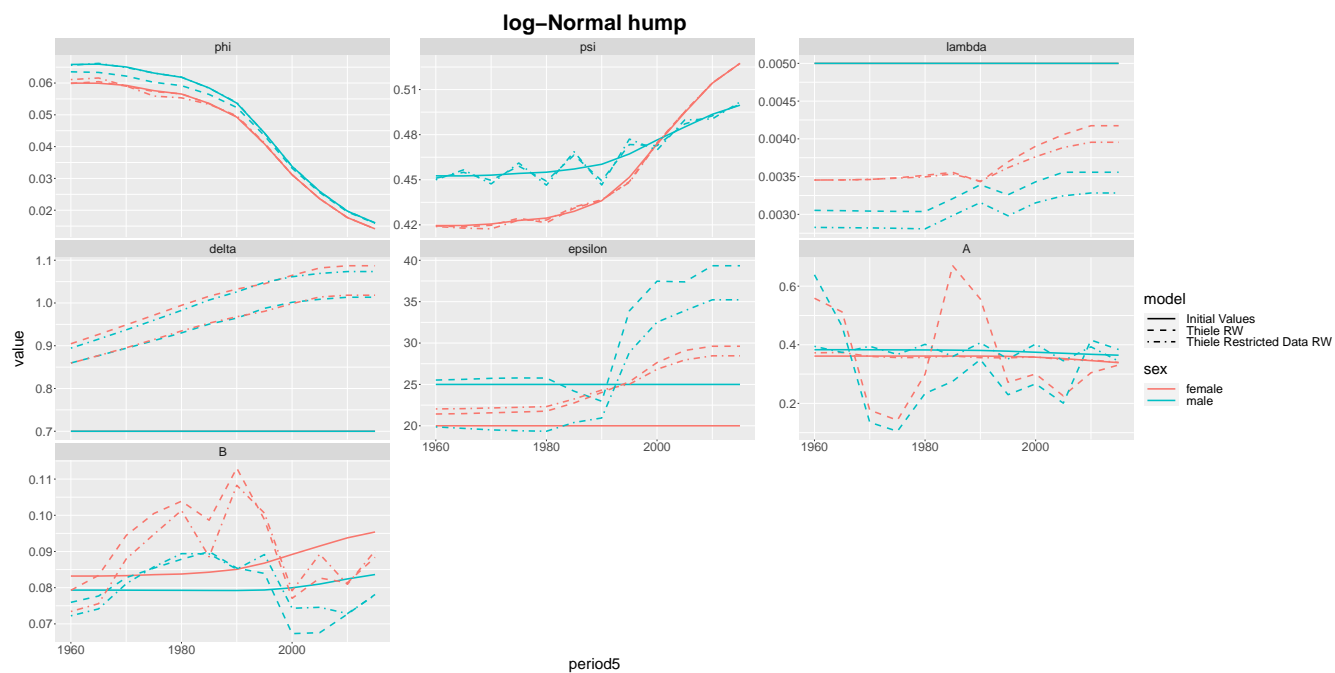 log−Normal hump
phi
psi
lambda
0.06
0.05
0.04
0.03
0.02
0.51
0.48
0.45
0.42
0.0050
0.0045
0.0040
0.0035
0.0030
delta
epsilon
A
1.1
1.0
0.9
0.8
0.7
40
35
30
25
20
0.6
0.4
0.2
1960
1980
2000
1960
1980
2000
B
0.11
0.10
0.09
0.08
0.07
1960
1980
2000
value
period5
model
Initial Values
Thiele RW
Thiele Restricted Data RW
sex
female
male